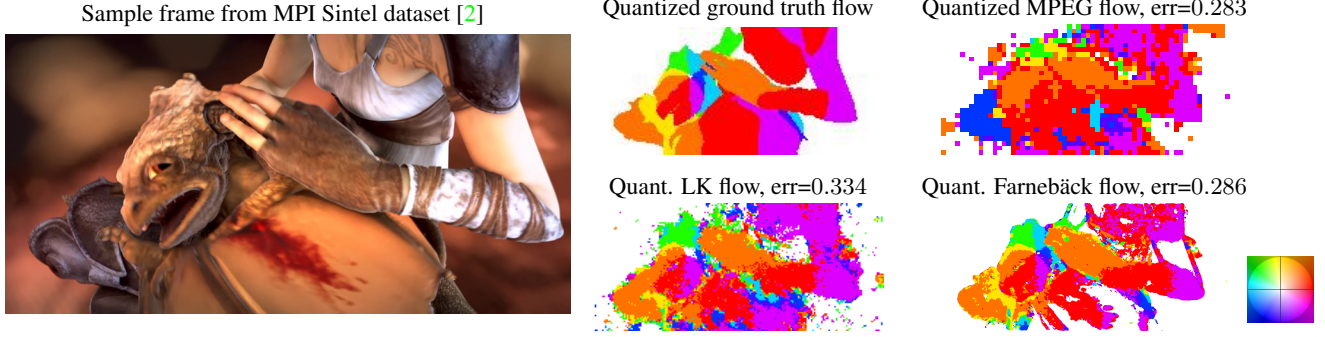 Sample frame from MPI Sintel dataset [2]
Quantized ground truth flow
Quantized MPEG flow, err=0.283
Quant. LK flow, err=0.334
Quant. Farnebäck flow, err=0.286